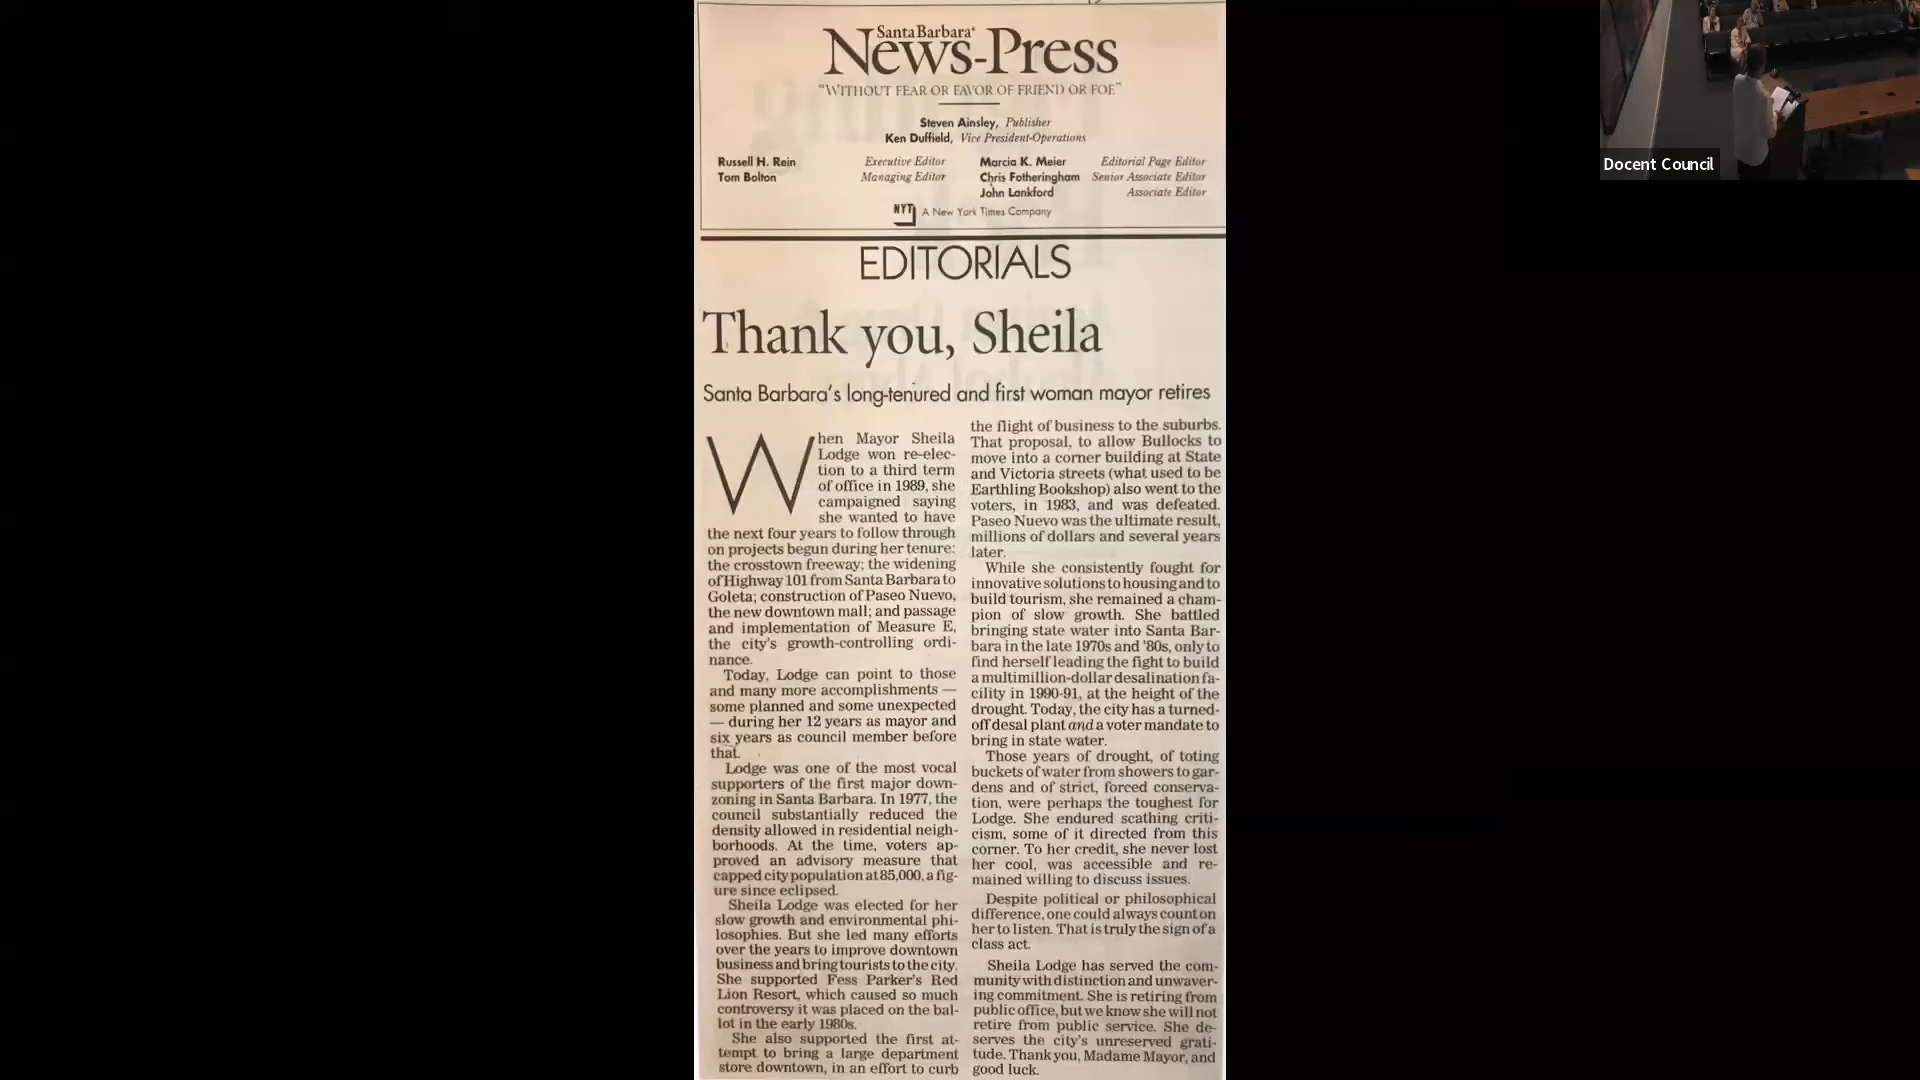 Santa Barbara
News-Press
"WITHOUT FEAR OR FAVOR OF FRIEND OR FOE"
Steven Ainsley, Publisher
Ken Duffield, Vice President-Operations
Russell H. Rein Executive Editor
Tom Bolton Managing Editor
Marcia K. Meier Editorial Page Editor
Chris Fotheringham Senior Associate Editor
John Lankford Associate Editor
NYT A New York Times Company
EDITORIALS
Thank you, Sheila
Santa Barbara's long-tenured and first woman mayor retires
When Mayor Sheila
Lodge won re-elec-
tion to a third term
of office in 1989, she
campaigned saying
she wanted to have
the next four years to follow through
on projects begun during her tenure:
the crosstown freeway; the widening
of Highway 101 from Santa Barbara to
Goleta; construction of Paseo Nuevo,
the new downtown mall; and passage
and implementation of Measure E,
the city's growth-controlling ordi-
nance.
Today, Lodge can point to those
and many more accomplishments —
some planned and some unexpected
— during her 12 years as mayor and
six years as council member before
that.
Lodge was one of the most vocal
supporters of the first major down-
zoning in Santa Barbara. In 1977, the
council substantially reduced the
density allowed in residential neigh-
borhoods. At the time, voters ap-
proved an advisory measure that
capped city population at 85,000, a fig-
ure since eclipsed.
Sheila Lodge was elected for her
slow growth and environmental phi-
losophies. But she led many efforts
over the years to improve downtown
business and bring tourists to the city.
She supported Fess Parker's Red
Lion Resort, which caused so much
controversy it was placed on the bal-
lot in the early 1980s.
She also supported the first at-
tempt to bring a large department
store downtown, in an effort to curb
the flight of business to the suburbs.
That proposal, to allow Bullocks to
move into a corner building at State
and Victoria streets (what used to be
Earthling Bookshop) also went to the
voters, in 1983, and was defeated.
Paseo Nuevo was the ultimate result,
millions of dollars and several years
later.
While she consistently fought for
innovative solutions to housing and to
build tourism, she remained a cham-
pion of slow growth. She battled
bringing state water into Santa Bar-
bara in the late 1970s and '80s, only to
find herself leading the fight to build
a multimillion-dollar desalination fa-
cility in 1990-91, at the height of the
drought. Today, the city has a turned-
off desal plant and a voter mandate to
bring in state water.
Those years of drought, of toting
buckets of water from showers to gar-
dens and of strict, forced conserva-
tion, were perhaps the toughest for
Lodge. She endured scathing criti-
cism, some of it directed from this
corner. To her credit, she never lost
her cool, was accessible and re-
mained willing to discuss issues.
Despite political or philosophical
difference, one could always count on
her to listen. That is truly the sign of a
class act.
Sheila Lodge has served the com-
munity with distinction and unwaver-
ing commitment. She is retiring from
public office, but we know she will not
retire from public service. She de-
serves the city's unreserved grati-
tude. Thank you, Madame Mayor, and
good luck.
Docent Council